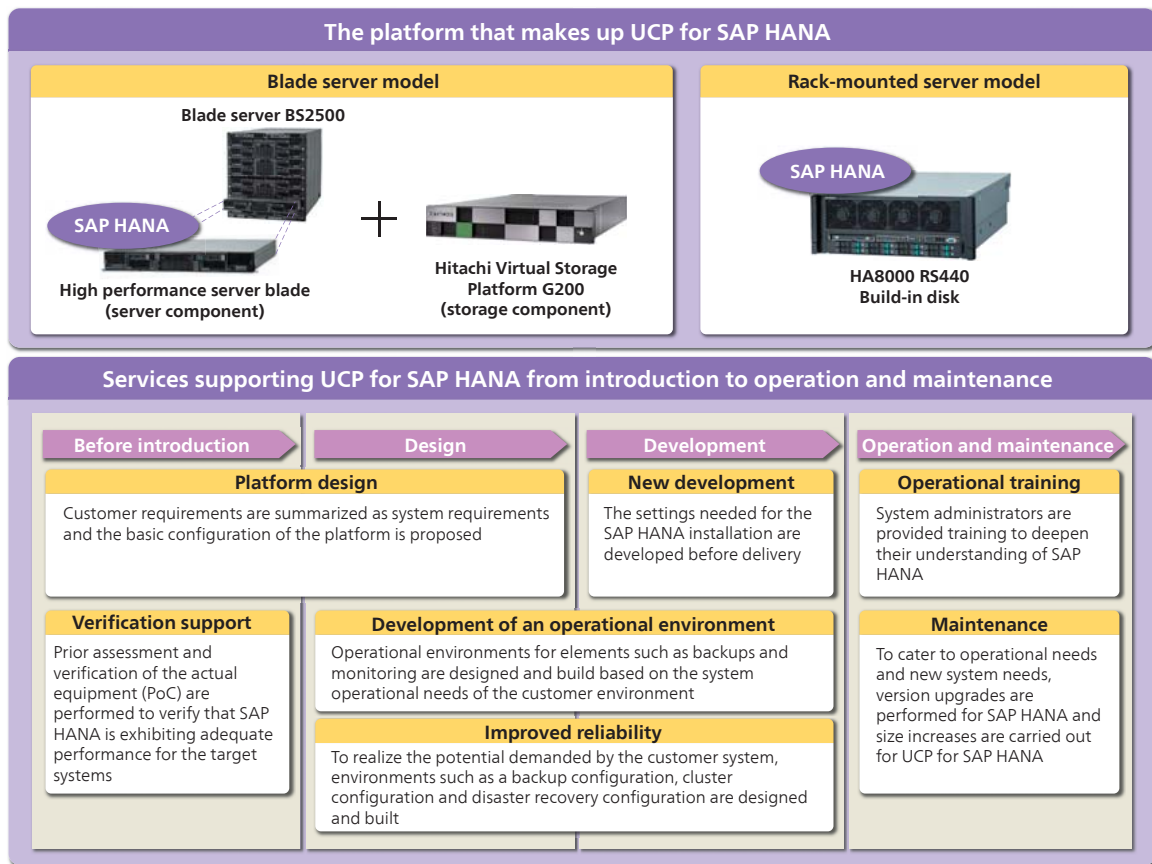 The platform that makes up UCP for SAP HANA
Blade server model
Blade server BS2500
SAP HANA
High performance server blade
(server component)
Hitachi Virtual Storage
Platform G200
(storage component)
Rack-mounted server model
SAP HANA
HA8000 RS440
Build-in disk
Services supporting UCP for SAP HANA from introduction to operation and maintenance
Before introduction
Design
Development
Operation and maintenance
Platform design
Customer requirements are summarized as system requirements
and the basic configuration of the platform is proposed
New development
The settings needed for the
SAP HANA installation are
developed before delivery
Operational training
System administrators are
provided training to deepen
their understanding of SAP
HANA
Verification support
Prior assessment and
verification of the actual
equipment (PoC) are
performed to verify that SAP
HANA is exhibiting adequate
performance for the target
systems
Development of an operational environment
Operational environments for elements such as backups and
monitoring are designed and build based on the system
operational needs of the customer environment
Improved reliability
To realize the potential demanded by the customer system,
environments such as a backup configuration, cluster
configuration and disaster recovery configuration are designed
and built
Maintenance
To cater to operational needs
and new system needs,
version upgrades are
performed for SAP HANA and
size increases are carried out
for UCP for SAP HANA